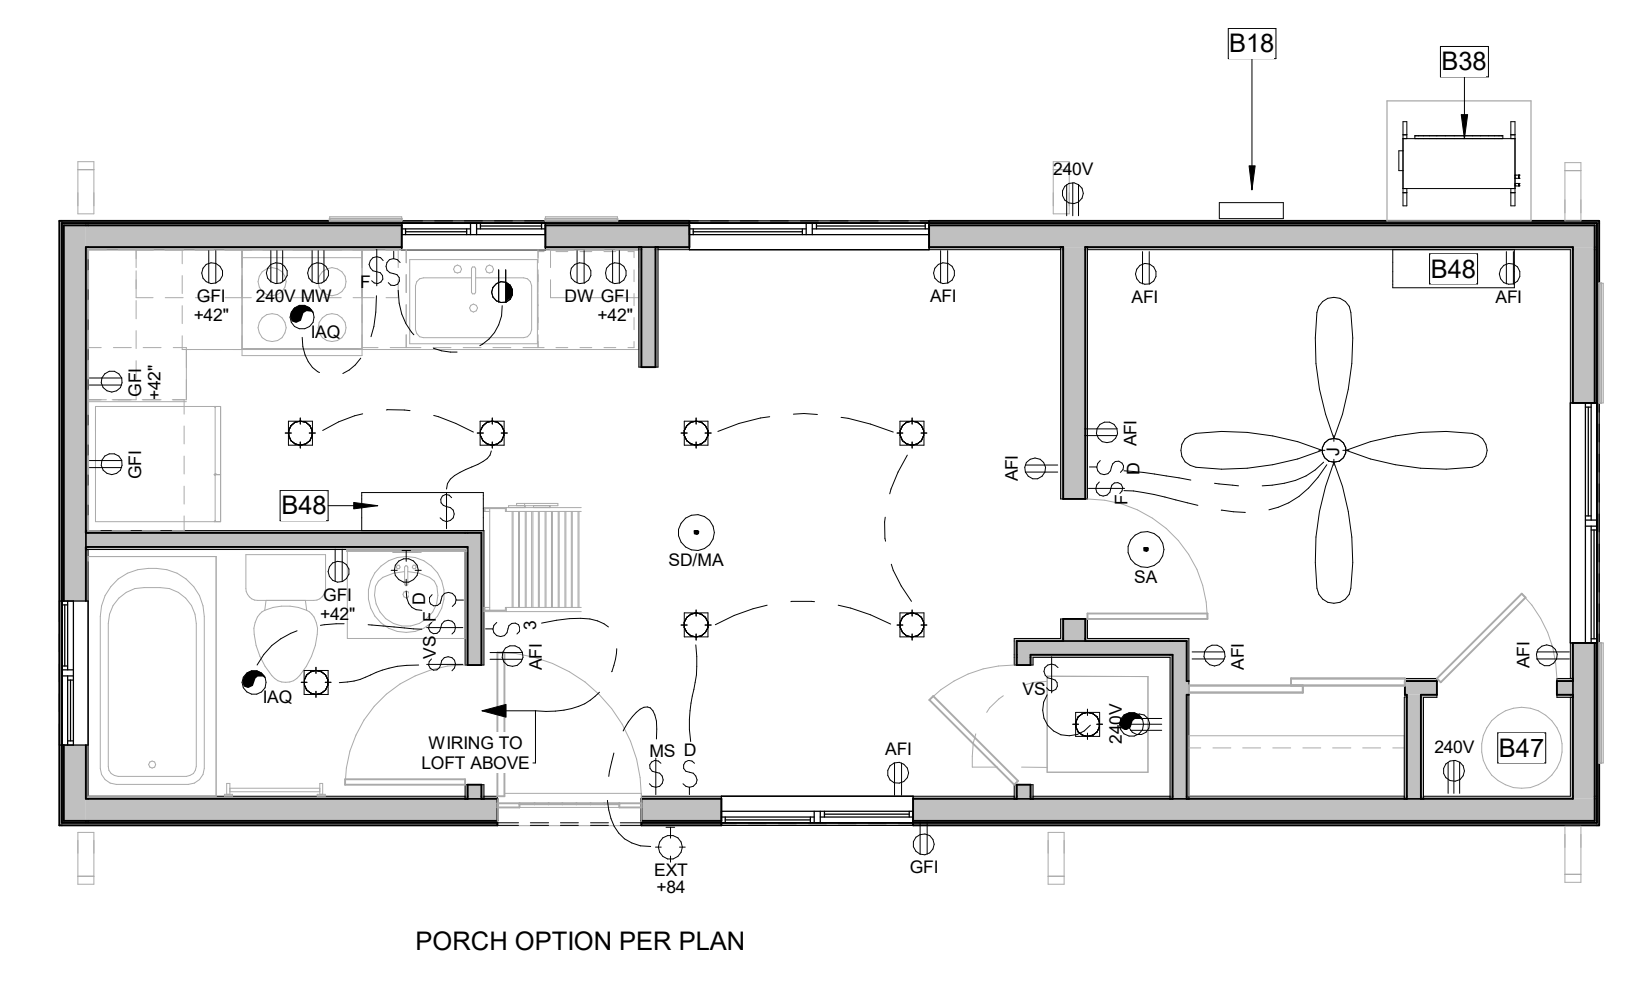 B18
B38
240V
GFI
+42"
240V
MW
IAQ
F
DW
GFI
+42"
AFI
AFI
B48
AFI
GFI
+42"
GFI
B48
AFI
AFI
D
F
J
SD/MA
SA
GFI
+42"
D
F
VS
3
AFI
IAQ
WIRING TO
LOFT ABOVE
MS
D
AFI
VS
240V
AFI
AFI
240V
B47
EXT
+84
GFI
PORCH OPTION PER PLAN